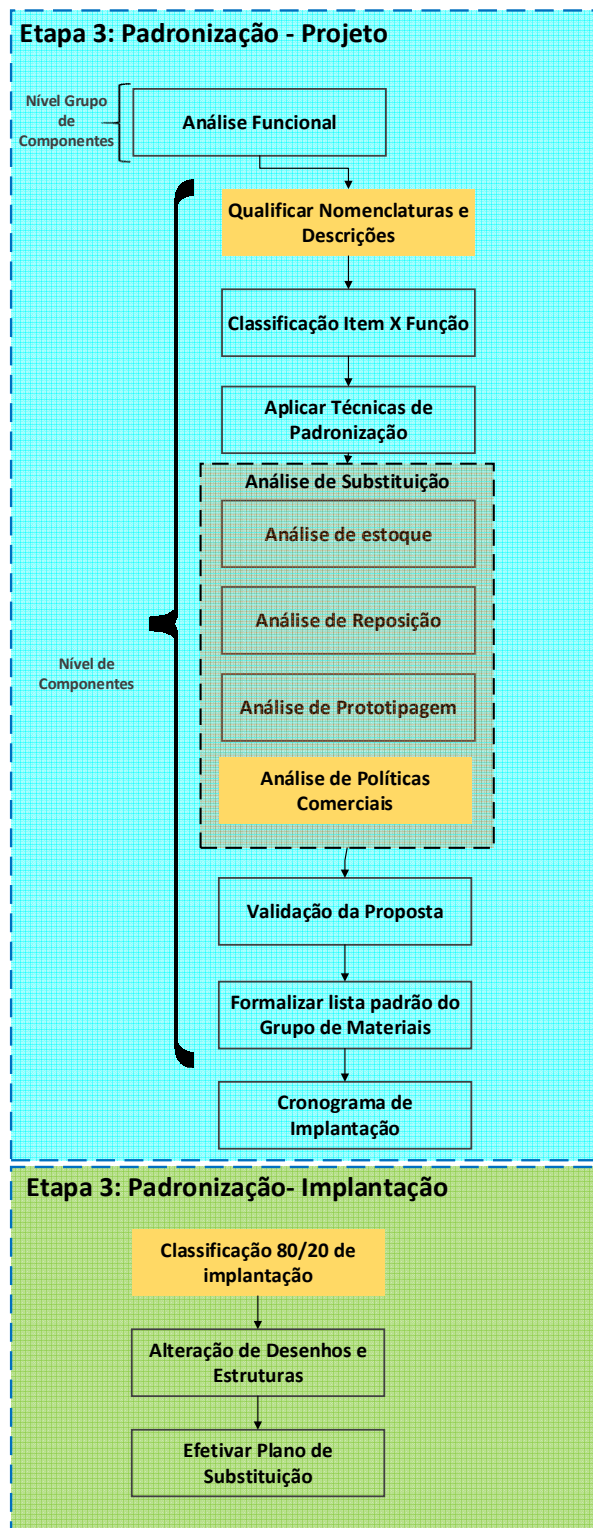 Etapa 3: Padronização - Projeto
Nível Grupo
de
Componentes
Análise Funcional
Qualificar Nomenclaturas e
Descrições
Classificação Item X Função
Aplicar Técnicas de
Padronização
Análise de Substituição
Análise de estoque
Análise de Reposição
Nível de
Componentes
Análise de Prototipagem
Análise de Políticas
Comerciais
Validação da Proposta
Formalizar lista padrão do
Grupo de Materiais
Cronograma de
Implantação
Etapa 3: Padronização- Implantação
Classificação 80/20 de
implantação
Alteração de Desenhos e
Estruturas
Efetivar Plano de
Substituição